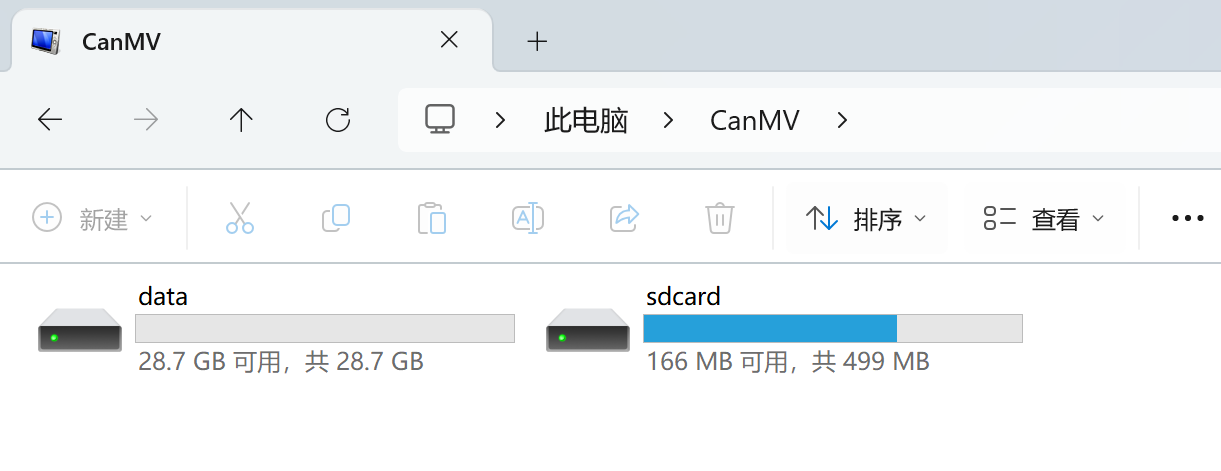 CanMV
此电脑 CanMV
新建 排序 查看
data
28.7 GB 可用，共 28.7 GB
sdcard
166 MB 可用，共 499 MB